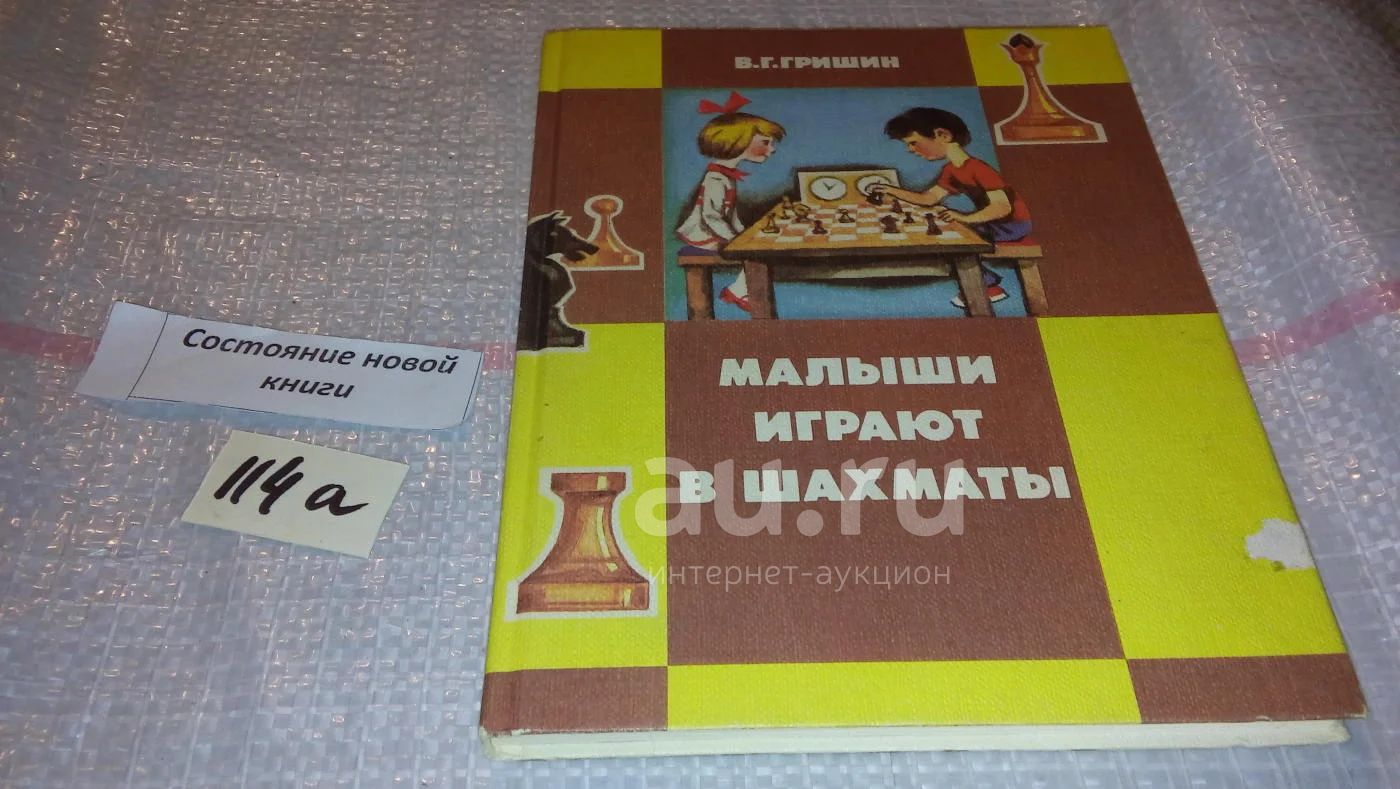 В.Г.ГРИШИН
МАЛЫШИ
ИГРАЮТ
В ШАХМАТЫ
Состояние новой
книги
114а
au.ru
интернет-аукцион